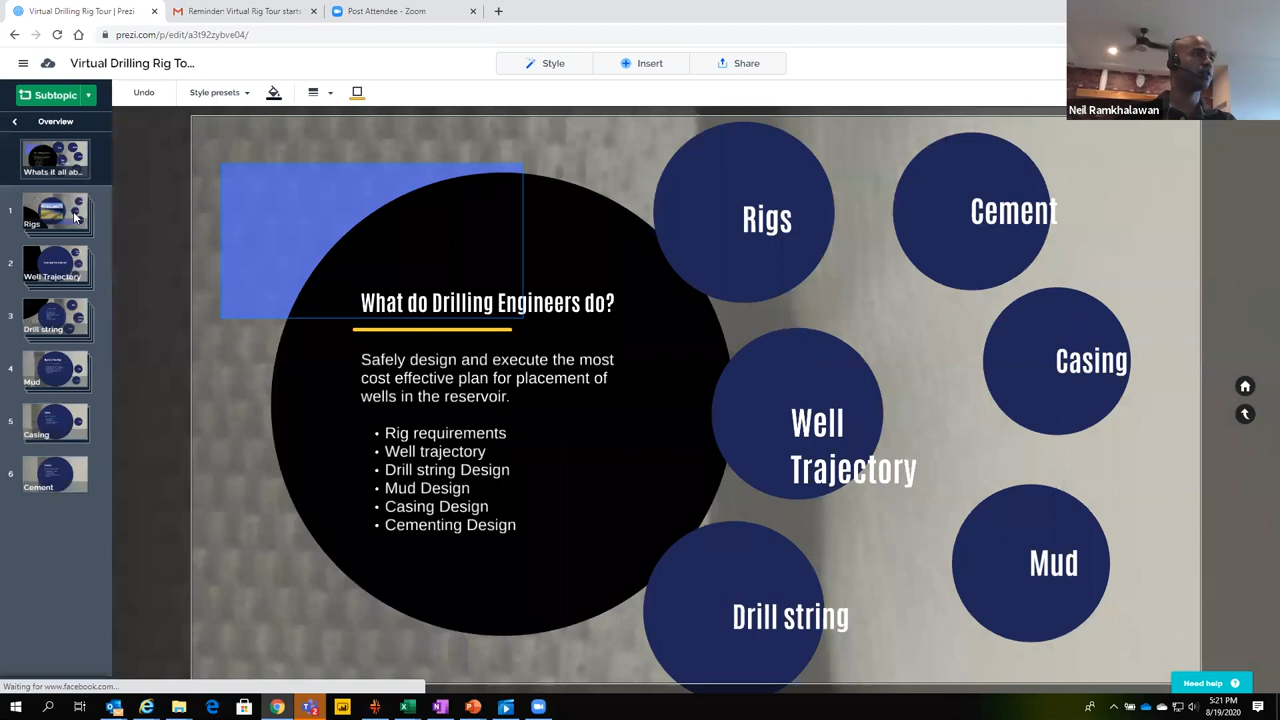 Virtual Drilling Rig Tour | Prezi
Reminder: Virtual Rig Tour starts
Post Attendee - Zoom
prezi.com/p/edit/a3t92zybve04/
Virtual Drilling Rig To...
Style
Insert
Share
Neil Ramkhalawan
Subtopic
Undo
Style presets
Overview
Whats it all ab...
1
Rigs
2
Well Trajectory
3
Drill string
4
Mud
5
Casing
6
Cement
What do Drilling Engineers do?
Safely design and execute the most
cost effective plan for placement of
wells in the reservoir.
• Rig requirements
• Well trajectory
• Drill string Design
• Mud Design
• Casing Design
• Cementing Design
Rigs
Cement
Casing
Well
Trajectory
Mud
Drill string
Need help ?
Waiting for www.facebook.com...
5:21 PM
8/19/2020